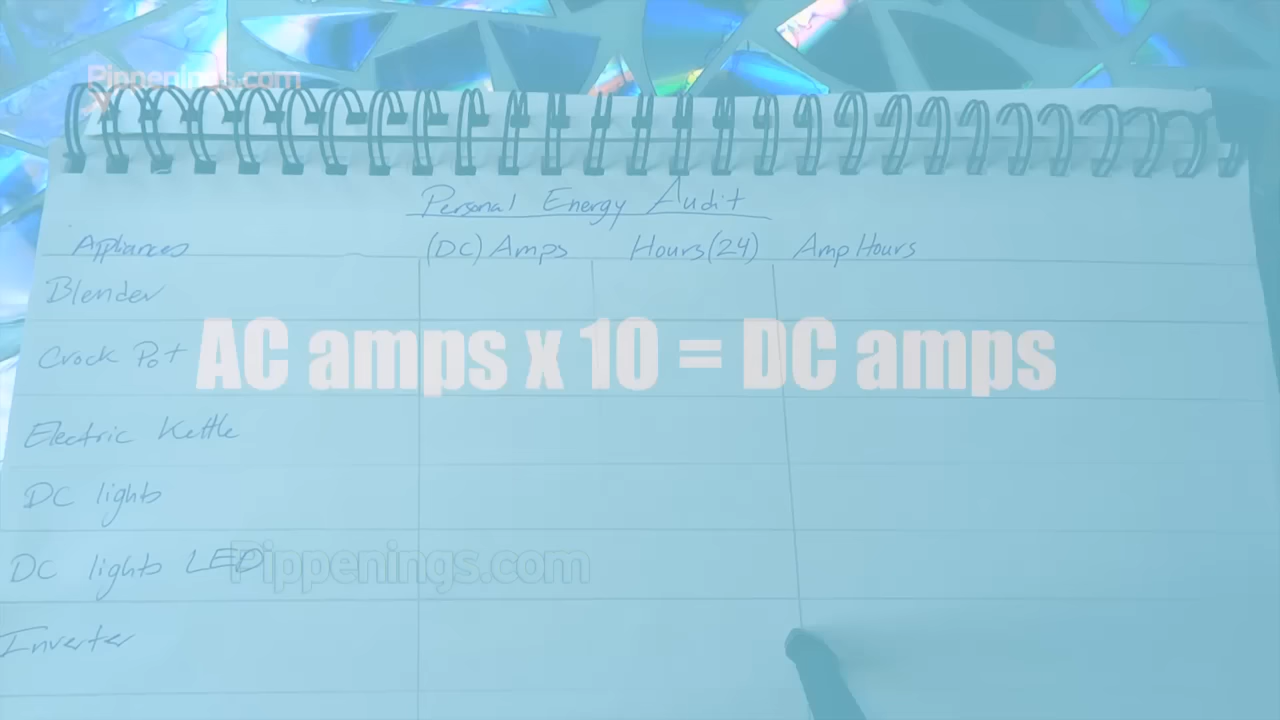 Pippenings.com
Personal Energy Audit
Appliances (DC) Amps Hours(24) Amp Hours
Blender
AC amps x 10 = DC amps
Crock Pot
Electric Kettle
DC lights
DC lights LED
Pippenings.com
Inverter